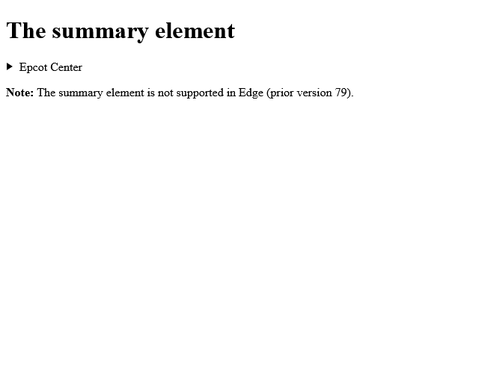 The summary element
Epcot Center
Note: The summary element is not supported in Edge (prior version 79).